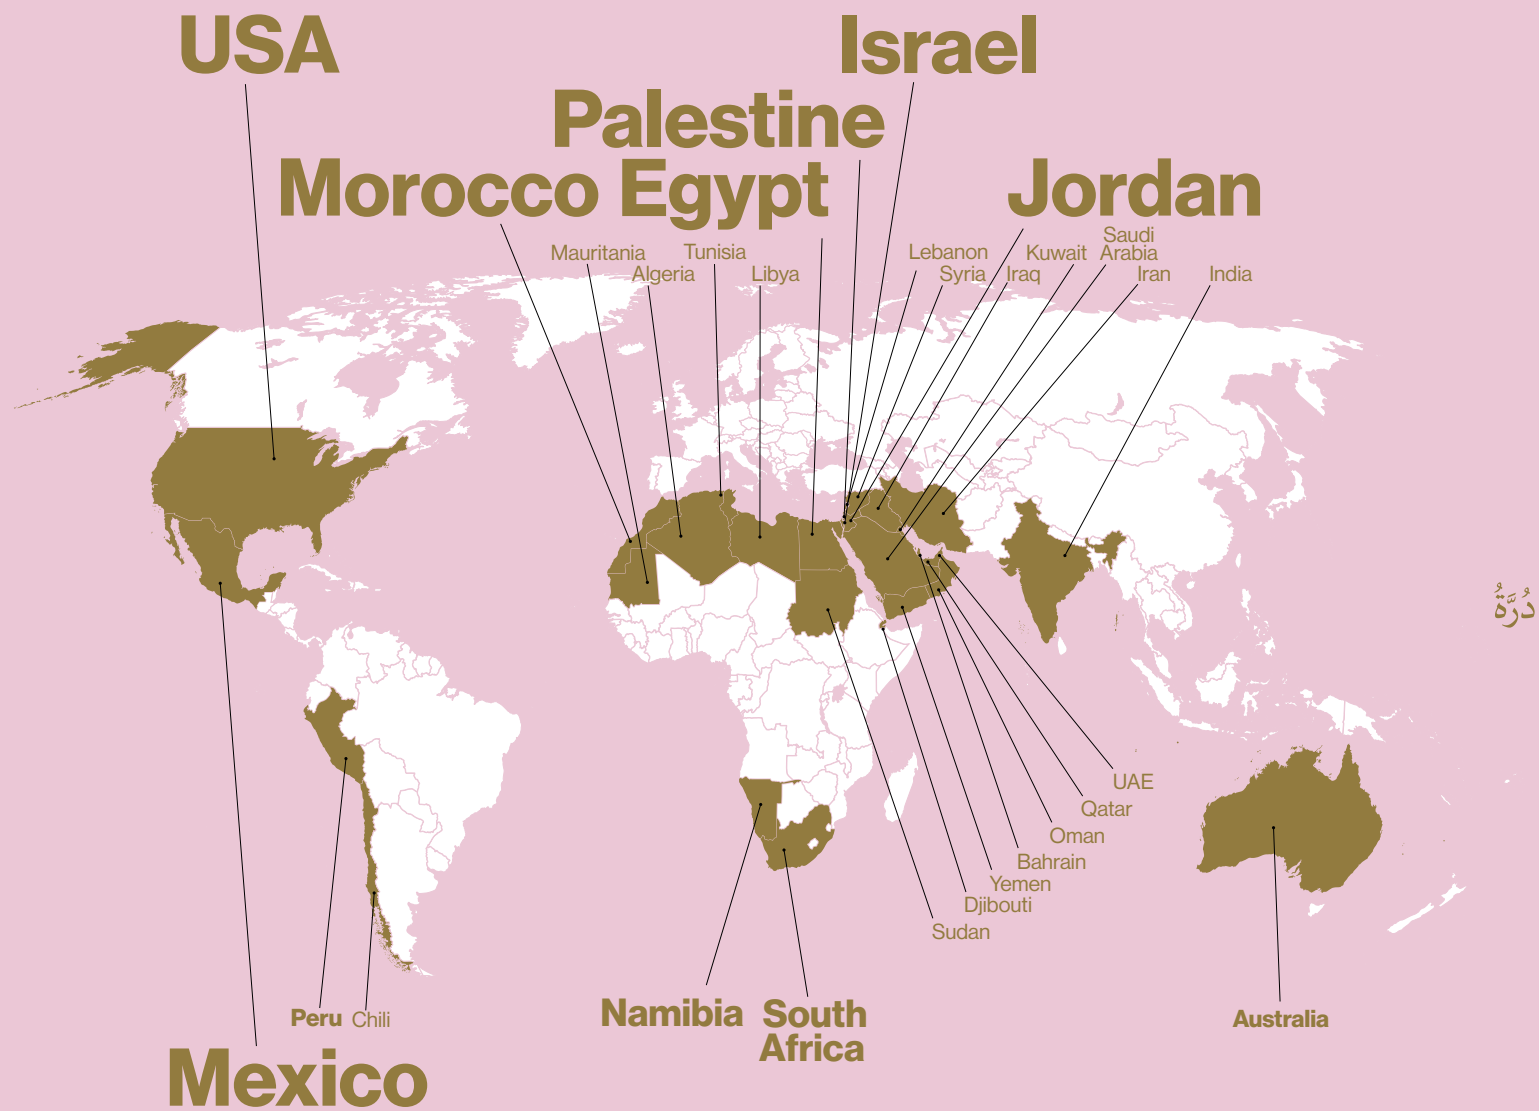 USA
Israel
Palestine
Morocco
Egypt
Jordan
Mauritania
Algeria
Tunisia
Libya
Lebanon
Syria
Iraq
Kuwait
Saudi
Arabia
Iran
India
دُرَّةُ
UAE
Qatar
Oman
Bahrain
Yemen
Djibouti
Sudan
Peru
Chili
Namibia
South
Africa
Australia
Mexico